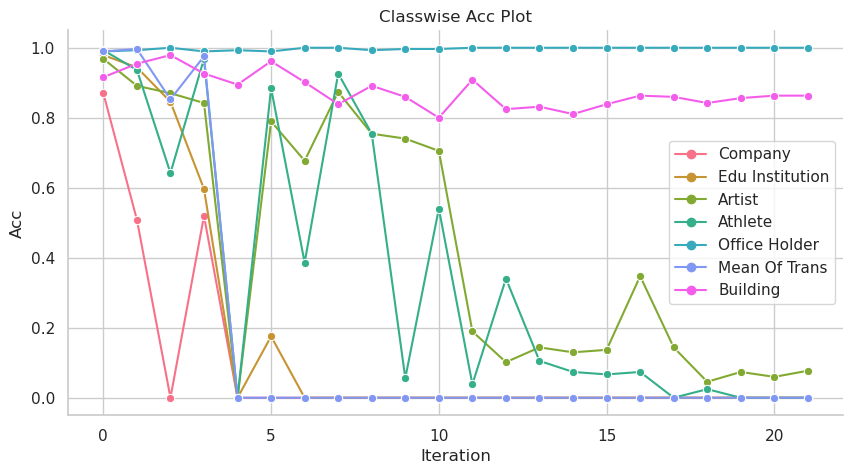 Classwise Acc Plot
1.0
0.8
0.6
0.4
0.2
0.0
Acc
Company
Edu Institution
Artist
Athlete
Office Holder
Mean Of Trans
Building
0
5
10
15
20
Iteration